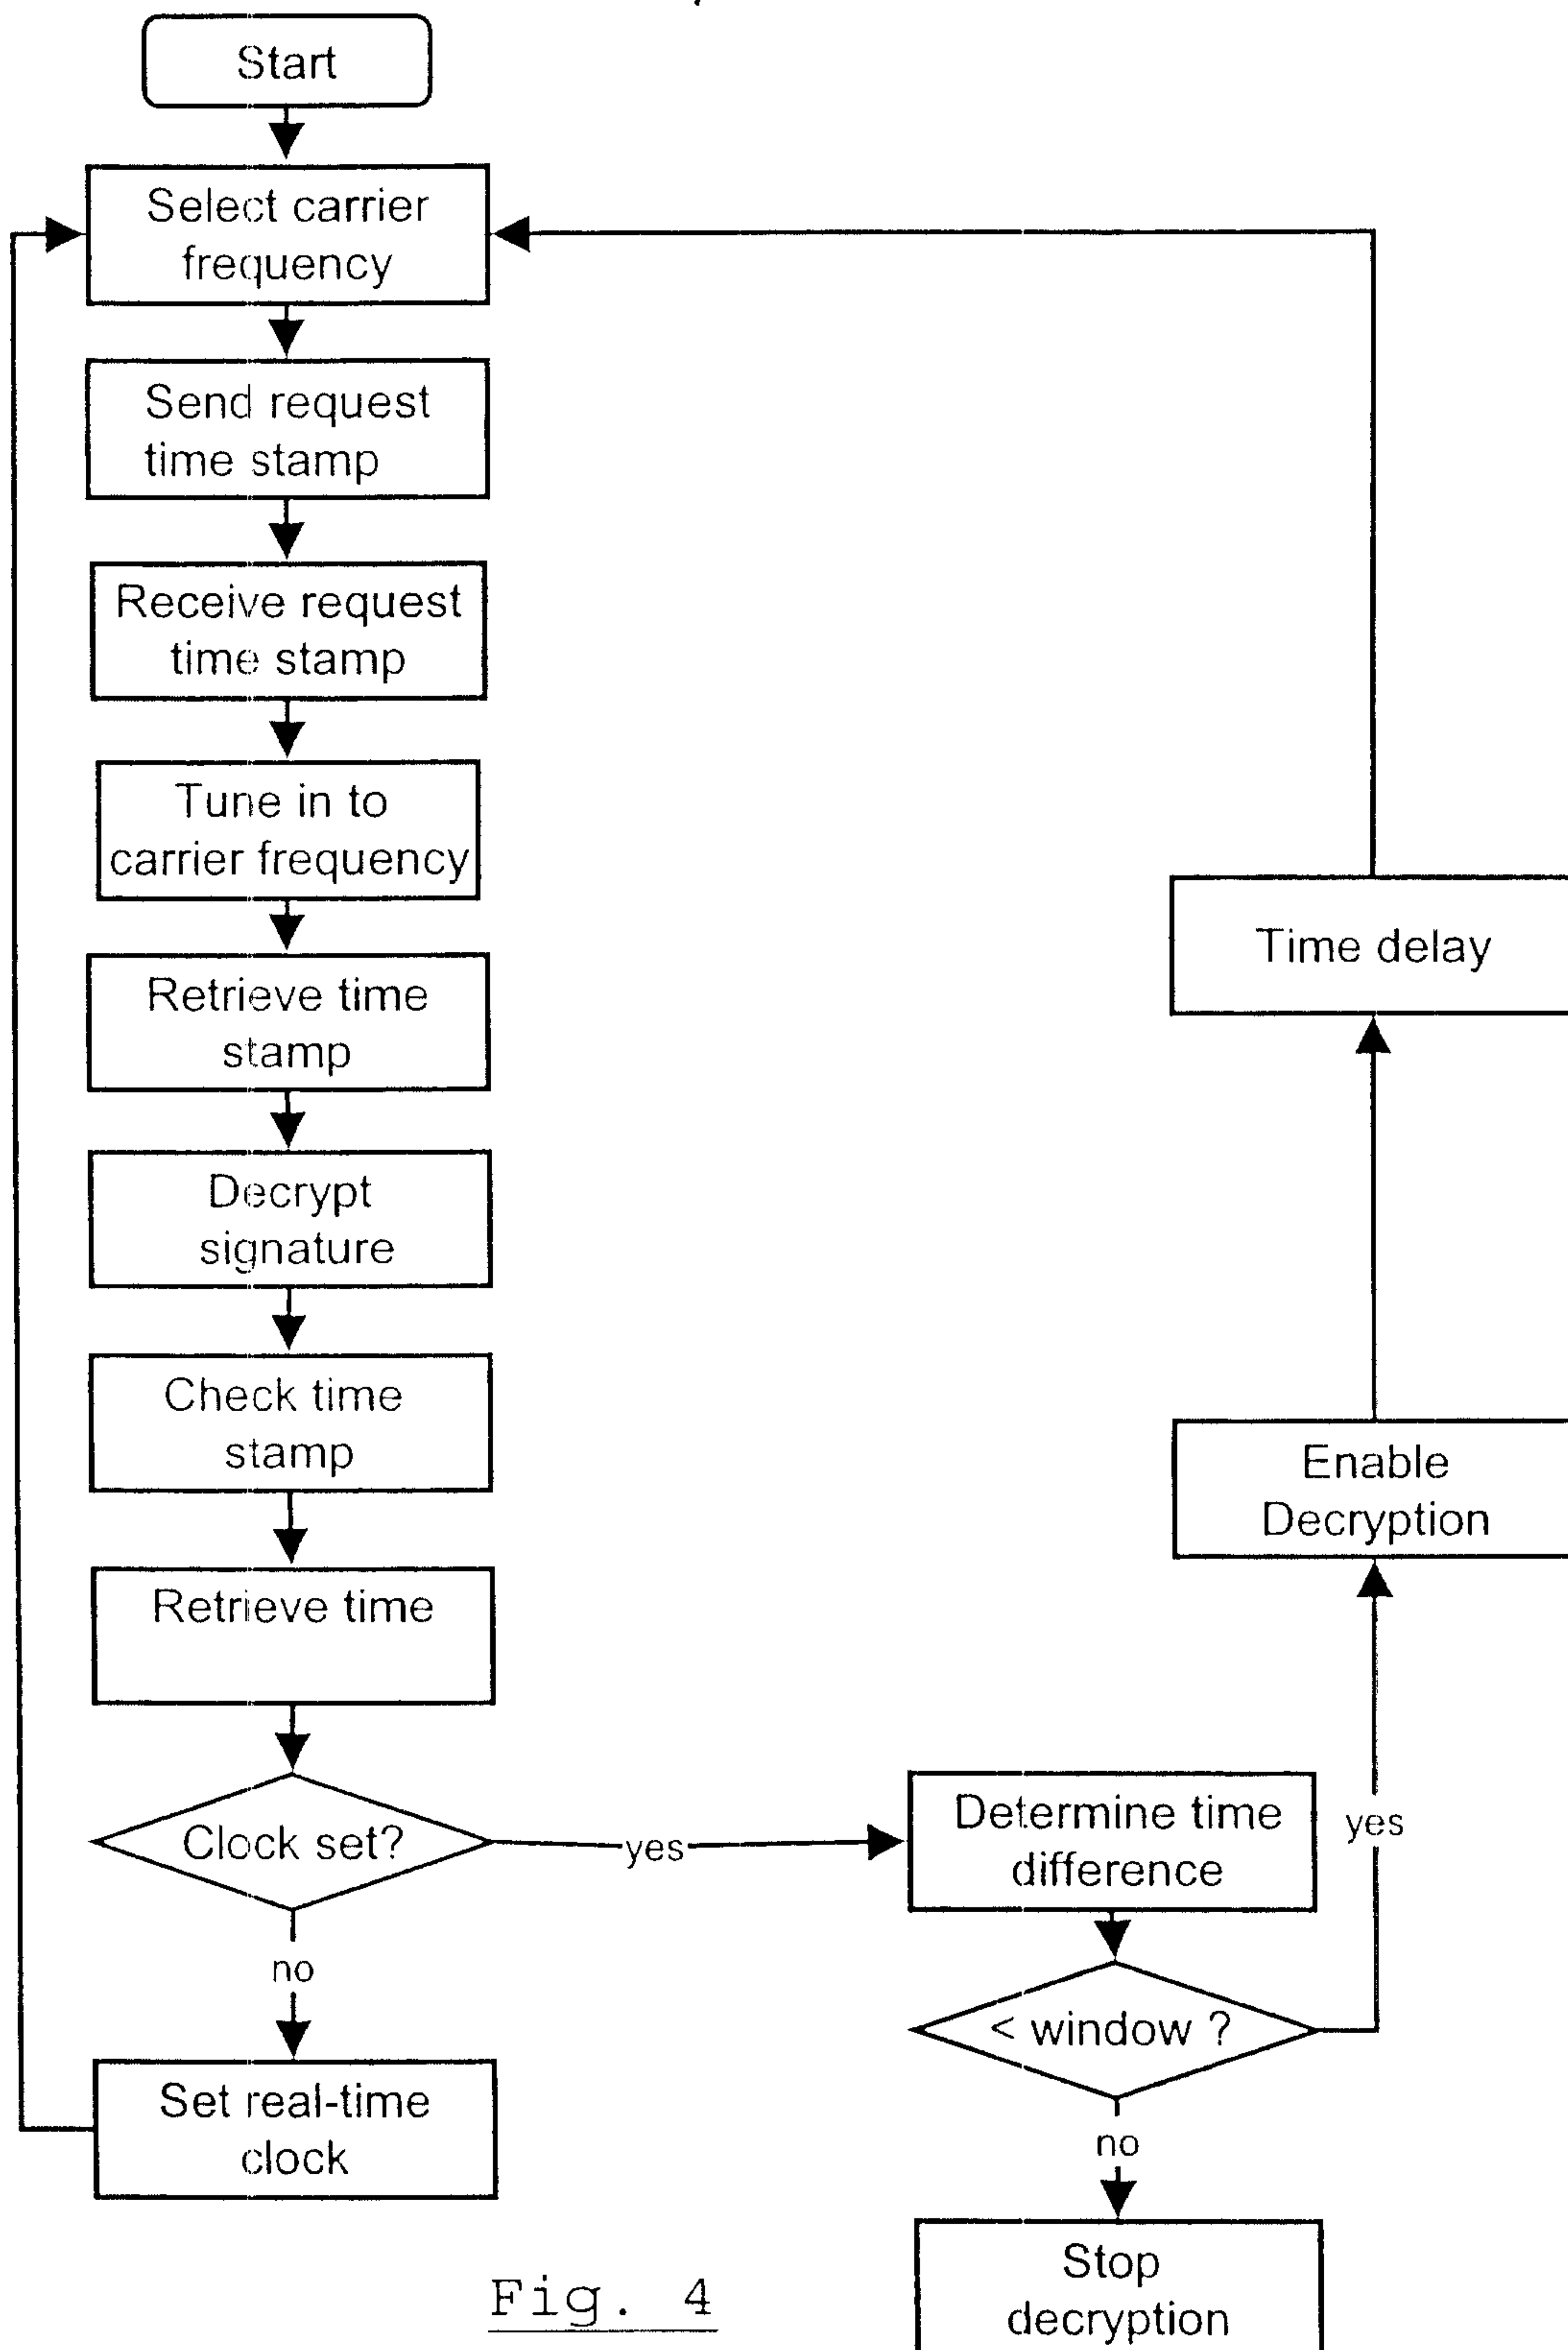 Start
Select carrier
frequency
Send request
time stamp
Receive request
time stamp
Tune in to
carrier frequency
Retrieve time
stamp
Decrypt
signature
Check time
stamp
Retrieve time
Clock set?
yes
no
Set real-time
clock
Determine time
difference
< window ?
yes
no
Stop
decryption
Enable
Decryption
Time delay
Fig. 4